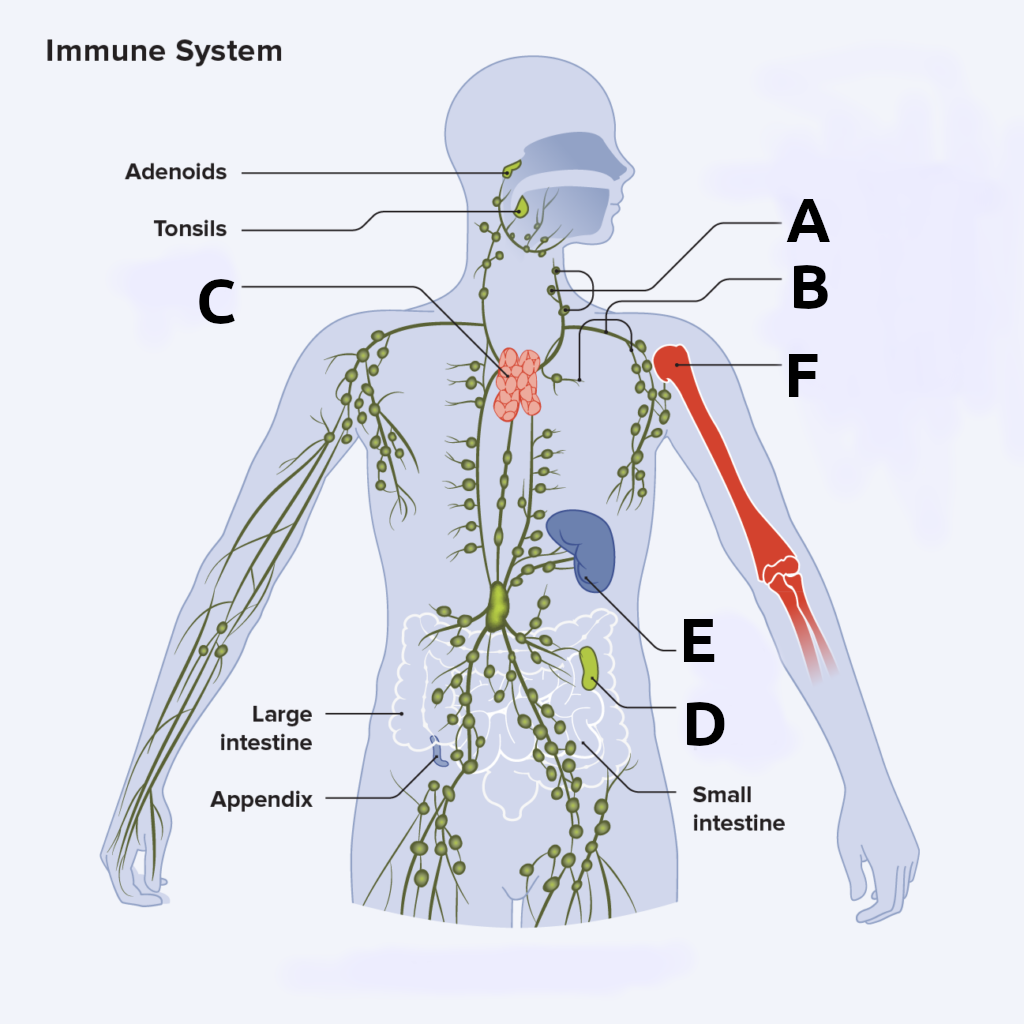 Immune System
Adenoids
Tonsils
A
C
B
F
E
Large
intestine
D
Appendix
Small
intestine